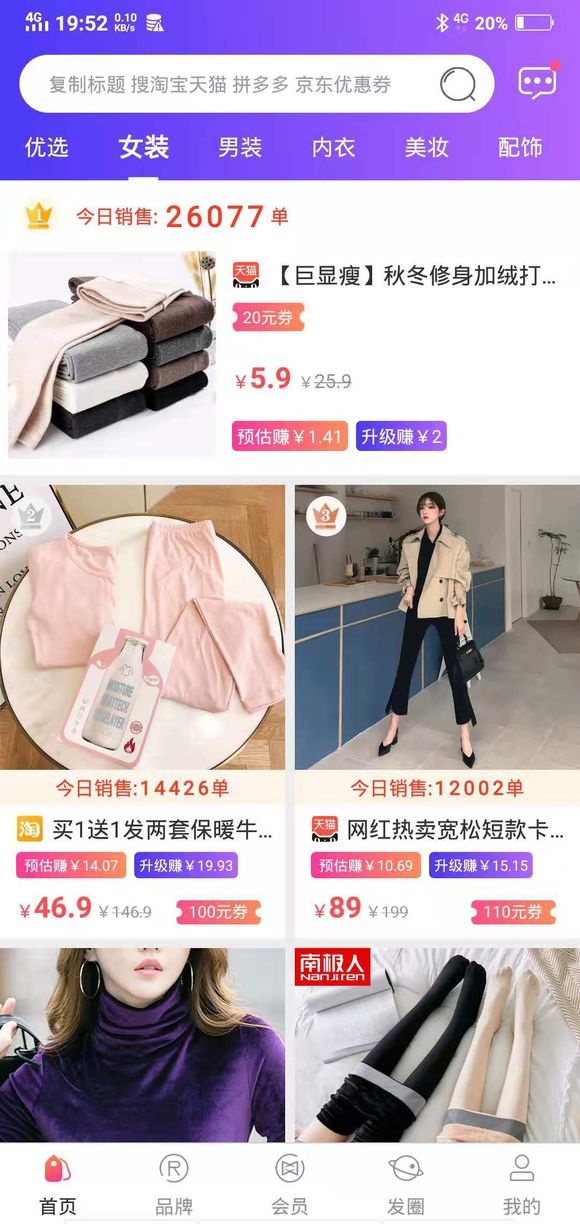 4G 19:52 0.10 KB/s 4G 20%
复制标题 搜淘宝天猫 拼多多 京东优惠券
优选 女装 男装 内衣 美妆 配饰
1 今日销售: 26077 单
天猫 【巨显瘦】秋冬修身加绒打...
20元券
¥5.9 ¥25.9
预估赚¥1.41 升级赚¥2
2
3
MOISTURE
今日销售:14426单
今日销售:12002单
淘 买1送1发两套保暖牛...
天猫 网红热卖宽松短款卡...
预估赚¥14.07 升级赚¥19.93
预估赚¥10.69 升级赚¥15.15
¥46.9 ¥146.9 100元券
¥89 ¥199 110元券
南极人
Nanjiren
首页 品牌 会员 发圈 我的